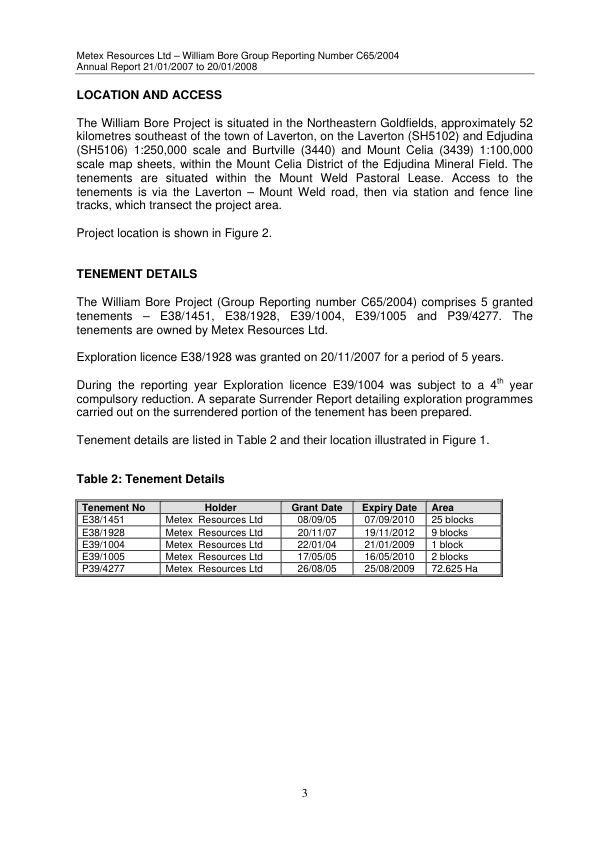 Metex Resources Ltd – William Bore Group Reporting Number C65/2004
Annual Report 21/01/2007 to 20/01/2008
LOCATION AND ACCESS
The William Bore Project is situated in the Northeastern Goldfields, approximately 52
kilometres southeast of the town of Laverton, on the Laverton (SH5102) and Edjudina
(SH5106) 1:250,000 scale and Burtville (3440) and Mount Celia (3439) 1:100,000
scale map sheets, within the Mount Celia District of the Edjudina Mineral Field. The
tenements are situated within the Mount Weld Pastoral Lease. Access to the
tenements is via the Laverton – Mount Weld road, then via station and fence line
tracks, which transect the project area.
Project location is shown in Figure 2.
TENEMENT DETAILS
The William Bore Project (Group Reporting number C65/2004) comprises 5 granted
tenements – E38/1451, E38/1928, E39/1004, E39/1005 and P39/4277. The
tenements are owned by Metex Resources Ltd.
Exploration licence E38/1928 was granted on 20/11/2007 for a period of 5 years.
During the reporting year Exploration licence E39/1004 was subject to a 4th year
compulsory reduction. A separate Surrender Report detailing exploration programmes
carried out on the surrendered portion of the tenement has been prepared.
Tenement details are listed in Table 2 and their location illustrated in Figure 1.
Table 2: Tenement Details
Tenement No Holder Grant Date Expiry Date Area
E38/1451 Metex Resources Ltd 08/09/05 07/09/2010 25 blocks
E38/1928 Metex Resources Ltd 20/11/07 19/11/2012 9 blocks
E39/1004 Metex Resources Ltd 22/01/04 21/01/2009 1 block
E39/1005 Metex Resources Ltd 17/05/05 16/05/2010 2 blocks
P39/4277 Metex Resources Ltd 26/08/05 25/08/2009 72.625 Ha
3